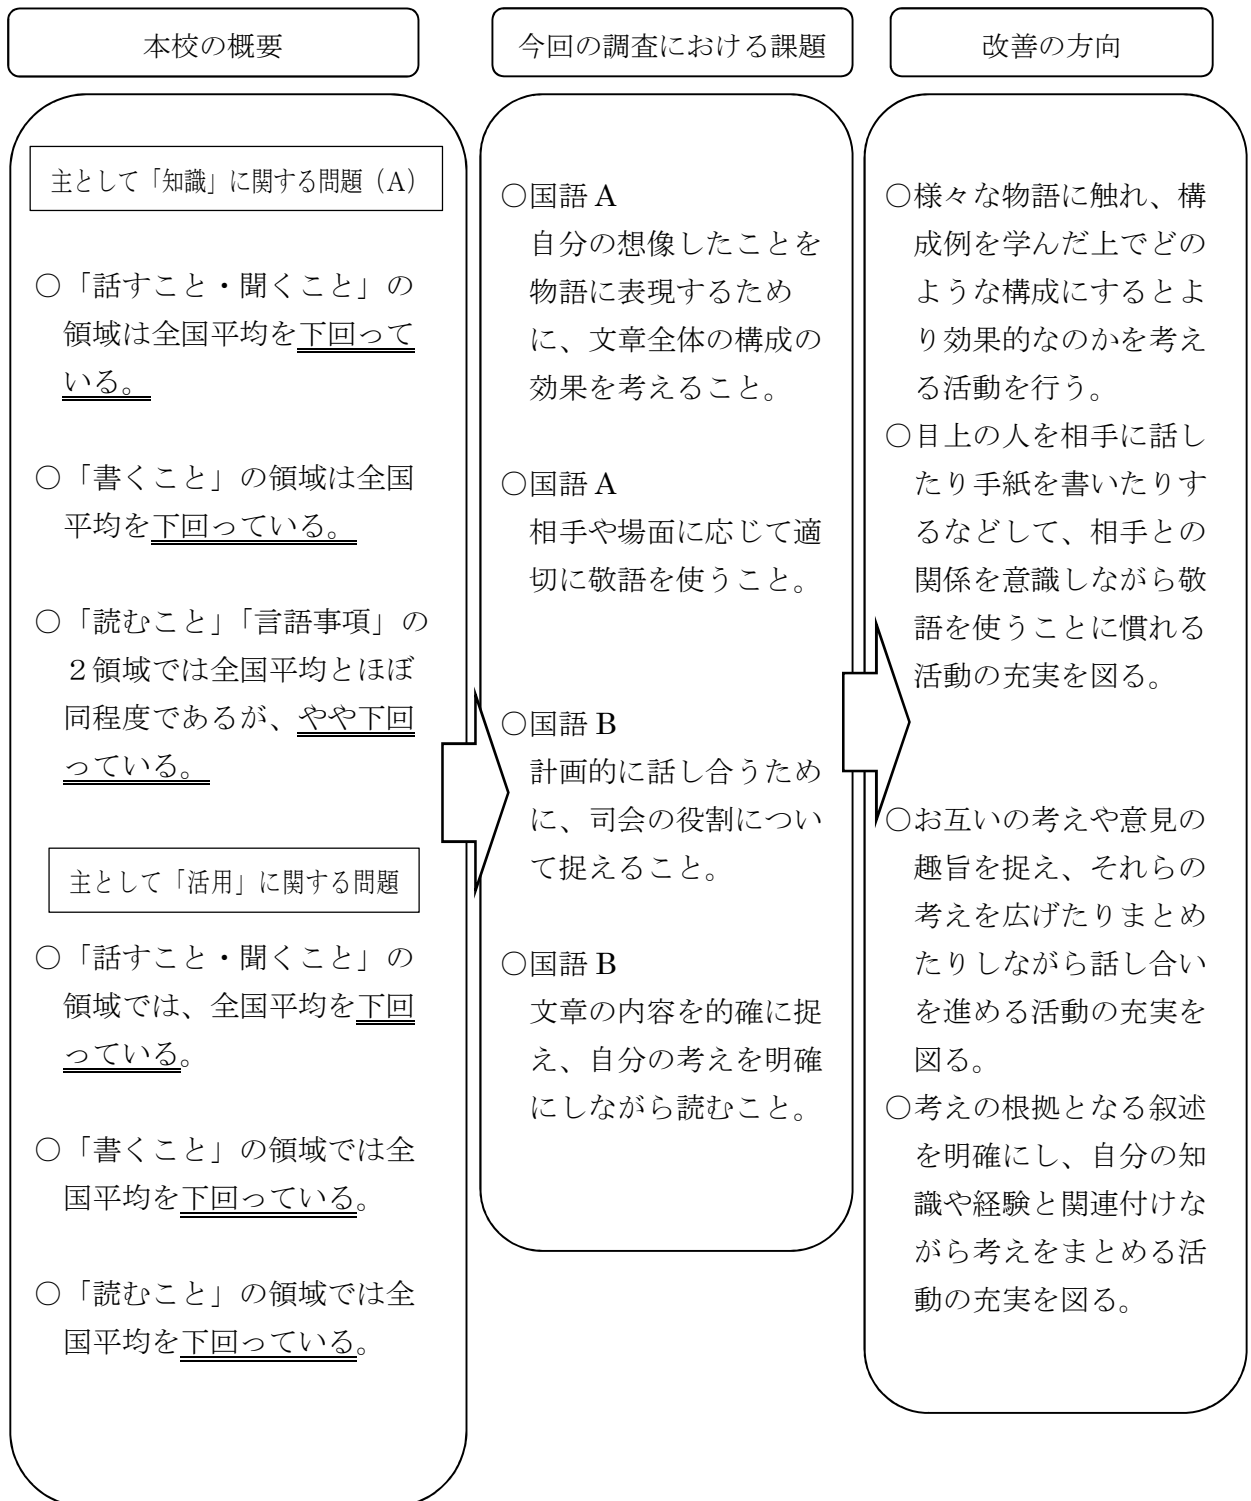 本校の概要
主として「知識」に関する問題（A）
○「話すこと・聞くこと」の
領域は全国平均を下回って
いる。
○「書くこと」の領域は全国
平均を下回っている。
○「読むこと」「言語事項」の
２領域では全国平均とほぼ
同程度であるが、やや下回
っている。
主として「活用」に関する問題
○「話すこと・聞くこと」の
領域では、全国平均を下回
っている。
○「書くこと」の領域では全
国平均を下回っている。
○「読むこと」の領域では全
国平均を下回っている。
今回の調査における課題
○国語 A
自分の想像したことを
物語に表現するため
に、文章全体の構成の
効果を考えること。
○国語 A
相手や場面に応じて適
切に敬語を使うこと。
○国語 B
計画的に話し合うため
に、司会の役割につい
て捉えること。
○国語 B
文章の内容を的確に捉
え、自分の考えを明確
にしながら読むこと。
改善の方向
○様々な物語に触れ、構
成例を学んだ上でどの
ような構成にするとよ
り効果的なのかを考え
る活動を行う。
○目上の人を相手に話し
たり手紙を書いたりす
るなどして、相手との
関係を意識しながら敬
語を使うことに慣れる
活動の充実を図る。
○お互いの考えや意見の
趣旨を捉え、それらの
考えを広げたりまとめ
たりしながら話し合い
を進める活動の充実を
図る。
○考えの根拠となる叙述
を明確にし、自分の知
識や経験と関連付けな
がら考えをまとめる活
動の充実を図る。